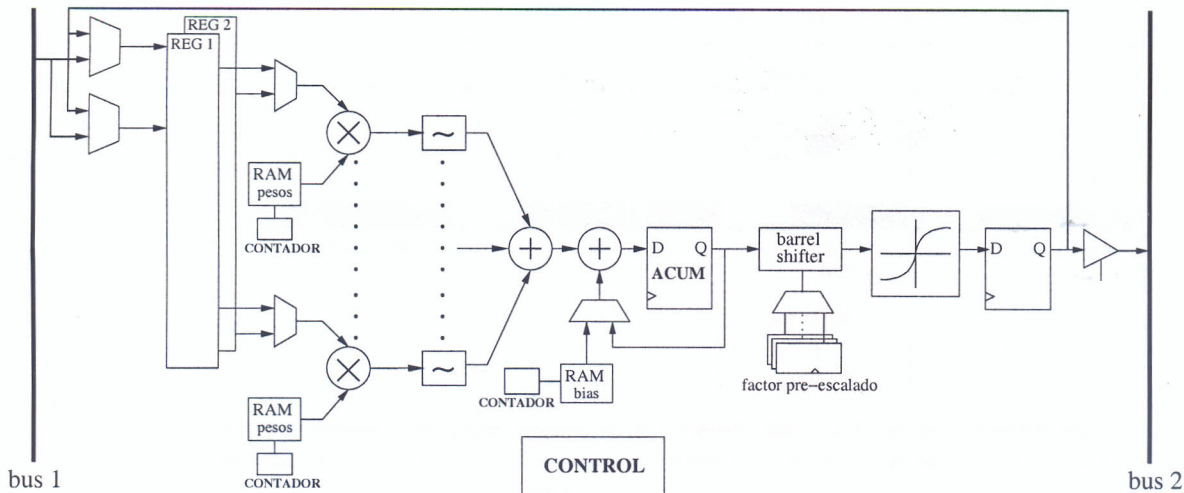 REG 2
REG 1
RAM
pesos
CONTADOR
~
D Q
ACUM
barrel
shifter
D Q
~
RAM
bias
CONTADOR
factor pre-escalado
RAM
pesos
CONTADOR
CONTROL
bus 1
bus 2